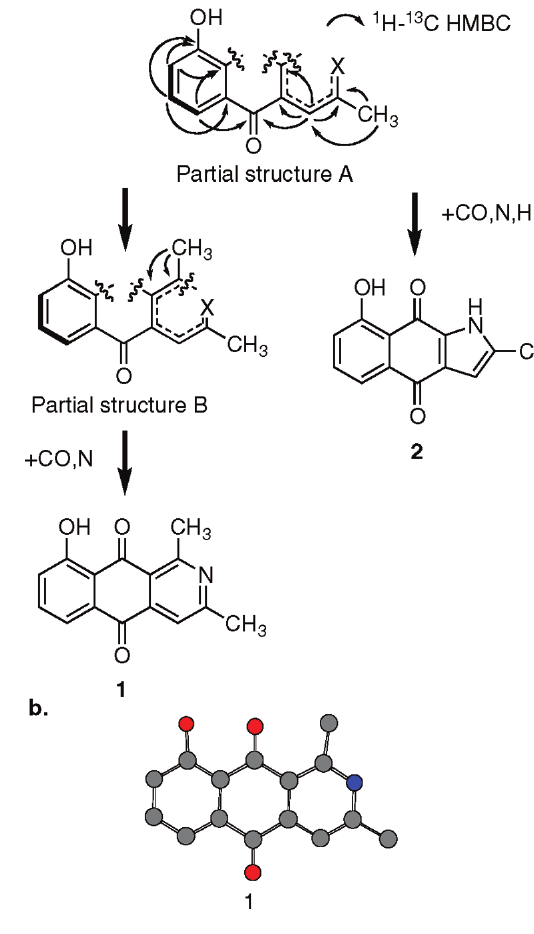 OH
¹H-¹³C HMBC
X
CH₃
O
Partial structure A
+CO,N,H
OH
CH₃
X
CH₃
O
Partial structure B
OH
O
H
N
C
O
2
+CO,N
OH
O
CH₃
N
CH₃
O
1
b.
1